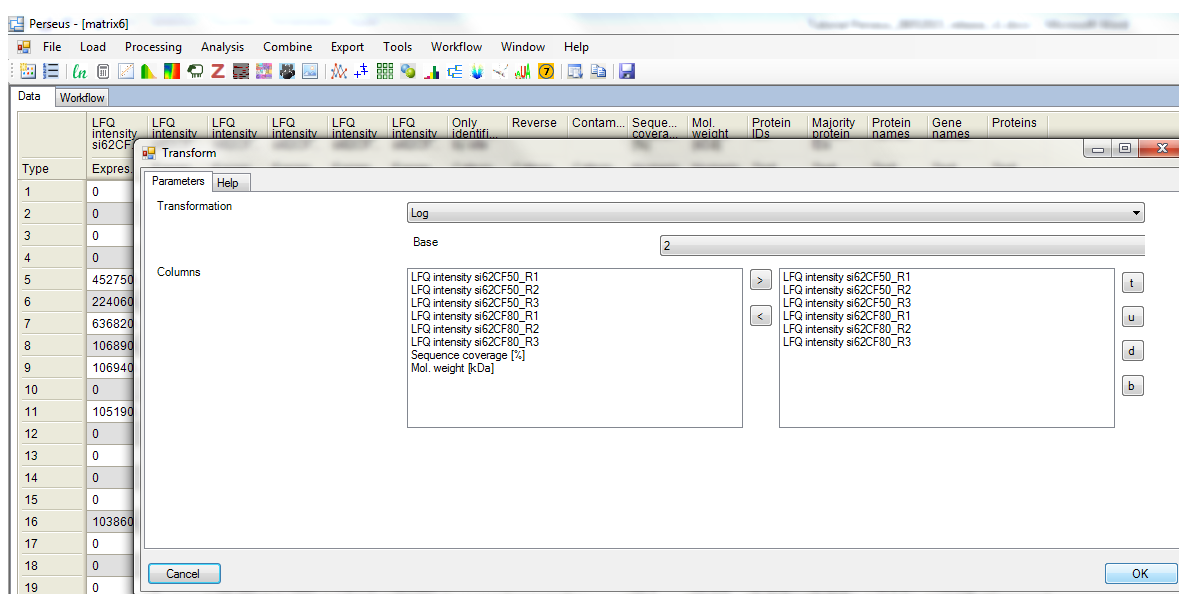 Perseus - [matrix6]
File Load Processing Analysis Combine Export Tools Workflow Window Help
Data Workflow
LFQ intensity si62CF LFQ intensity LFQ intensity LFQ intensity LFQ intensity LFQ intensity Only identifi... Reverse Contam... Seque... covera... Mol. weight Protein IDs Majority protein Protein names Gene names Proteins
Type Expres.
Transform
Parameters Help
Transformation Log
Base 2
Columns
LFQ intensity si62CF50_R1
LFQ intensity si62CF50_R2
LFQ intensity si62CF50_R3
LFQ intensity si62CF80_R1
LFQ intensity si62CF80_R2
LFQ intensity si62CF80_R3
Sequence coverage [%]
Mol. weight [kDa]
>
<
LFQ intensity si62CF50_R1
LFQ intensity si62CF50_R2
LFQ intensity si62CF50_R3
LFQ intensity si62CF80_R1
LFQ intensity si62CF80_R2
LFQ intensity si62CF80_R3
t
u
d
b
1 0
2 0
3 0
4 0
5 452750
6 224060
7 636820
8 106890
9 106940
10 0
11 105190
12 0
13 0
14 0
15 0
16 103860
17 0
18 0
19 0
Cancel OK